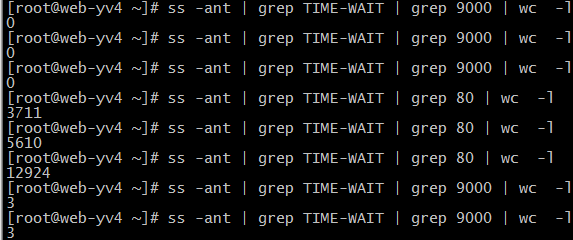 [root@web-yv4 ~]# ss -ant | grep TIME-WAIT | grep 9000 | wc  -l
0
[root@web-yv4 ~]# ss -ant | grep TIME-WAIT | grep 9000 | wc  -l
0
[root@web-yv4 ~]# ss -ant | grep TIME-WAIT | grep 9000 | wc  -l
0
[root@web-yv4 ~]# ss -ant | grep TIME-WAIT | grep 80 | wc  -l
3711
[root@web-yv4 ~]# ss -ant | grep TIME-WAIT | grep 80 | wc  -l
5610
[root@web-yv4 ~]# ss -ant | grep TIME-WAIT | grep 80 | wc  -l
12924
[root@web-yv4 ~]# ss -ant | grep TIME-WAIT | grep 9000 | wc  -l
3
[root@web-yv4 ~]# ss -ant | grep TIME-WAIT | grep 9000 | wc  -l
3